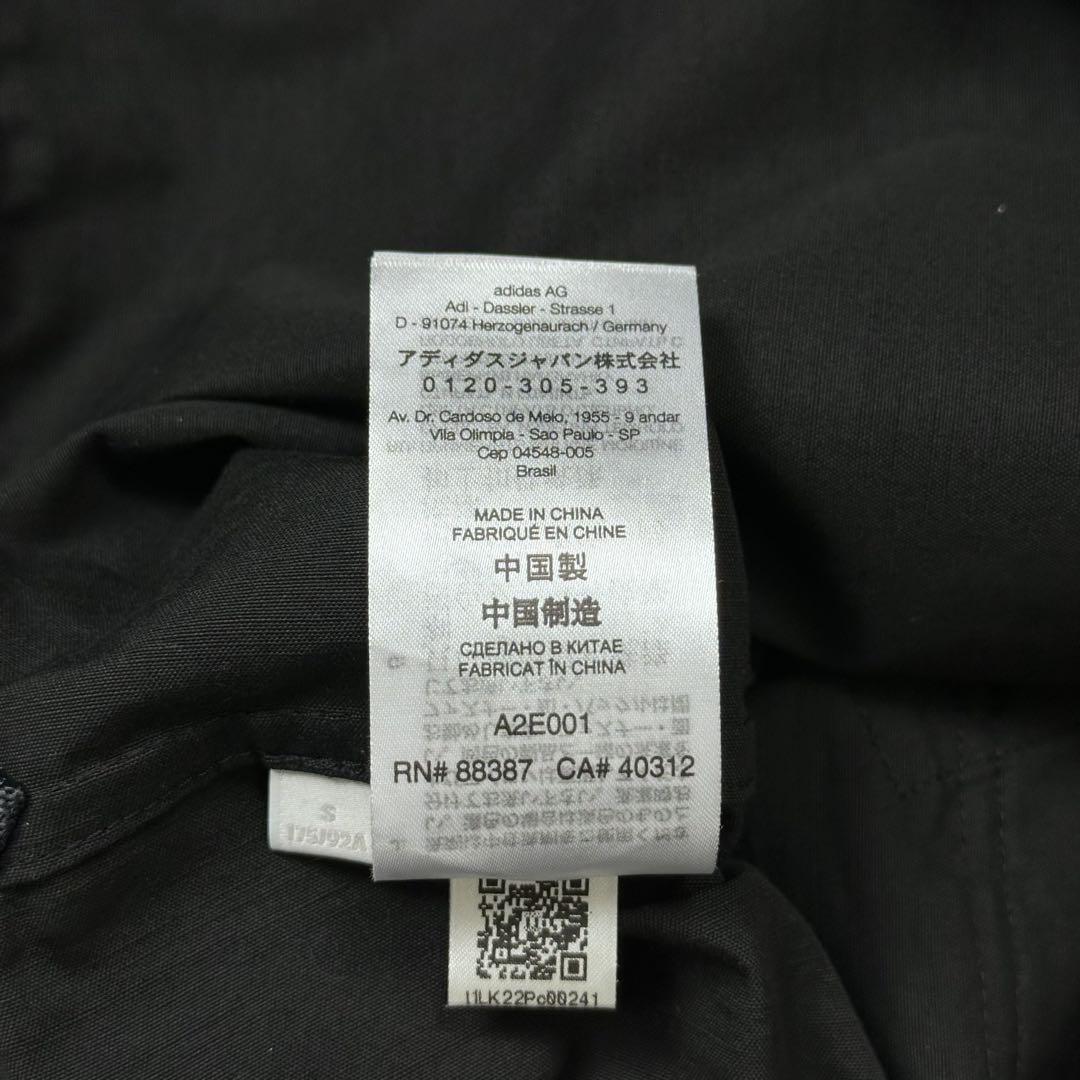 adidas AG
Adi - Dassler - Strasse 1
D - 91074 Herzogenaurach / Germany
アディダスジャパン株式会社
0120-305-393
Av. Dr. Cardoso de Melo, 1955 - 9 andar
Vila Olimpia - Sao Paulo - SP
Cep 04548-005
Brasil
MADE IN CHINA
FABRIQUÉ EN CHINE
中国製
中国制造
СДЕЛАНО В КИТАЕ
FABRICAT ÎN CHINA
A2E001
RN# 88387 CA# 40312
S
175/92A
I1LK22Po00241